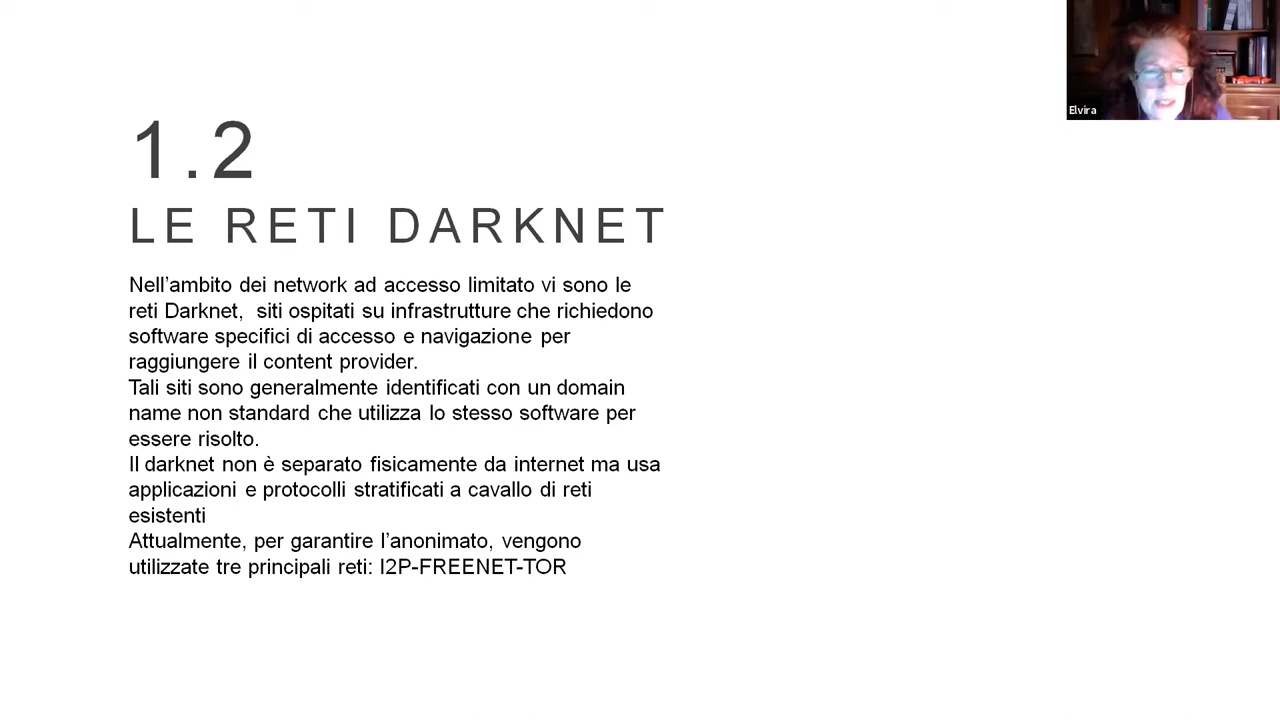 1.2
LE RETI DARKNET
Nell’ambito dei network ad accesso limitato vi sono le
reti Darknet,  siti ospitati su infrastrutture che richiedono
software specifici di accesso e navigazione per
raggiungere il content provider.
Tali siti sono generalmente identificati con un domain
name non standard che utilizza lo stesso software per
essere risolto.
Il darknet non è separato fisicamente da internet ma usa
applicazioni e protocolli stratificati a cavallo di reti
esistenti
Attualmente, per garantire l’anonimato, vengono
utilizzate tre principali reti: I2P-FREENET-TOR
Elvira